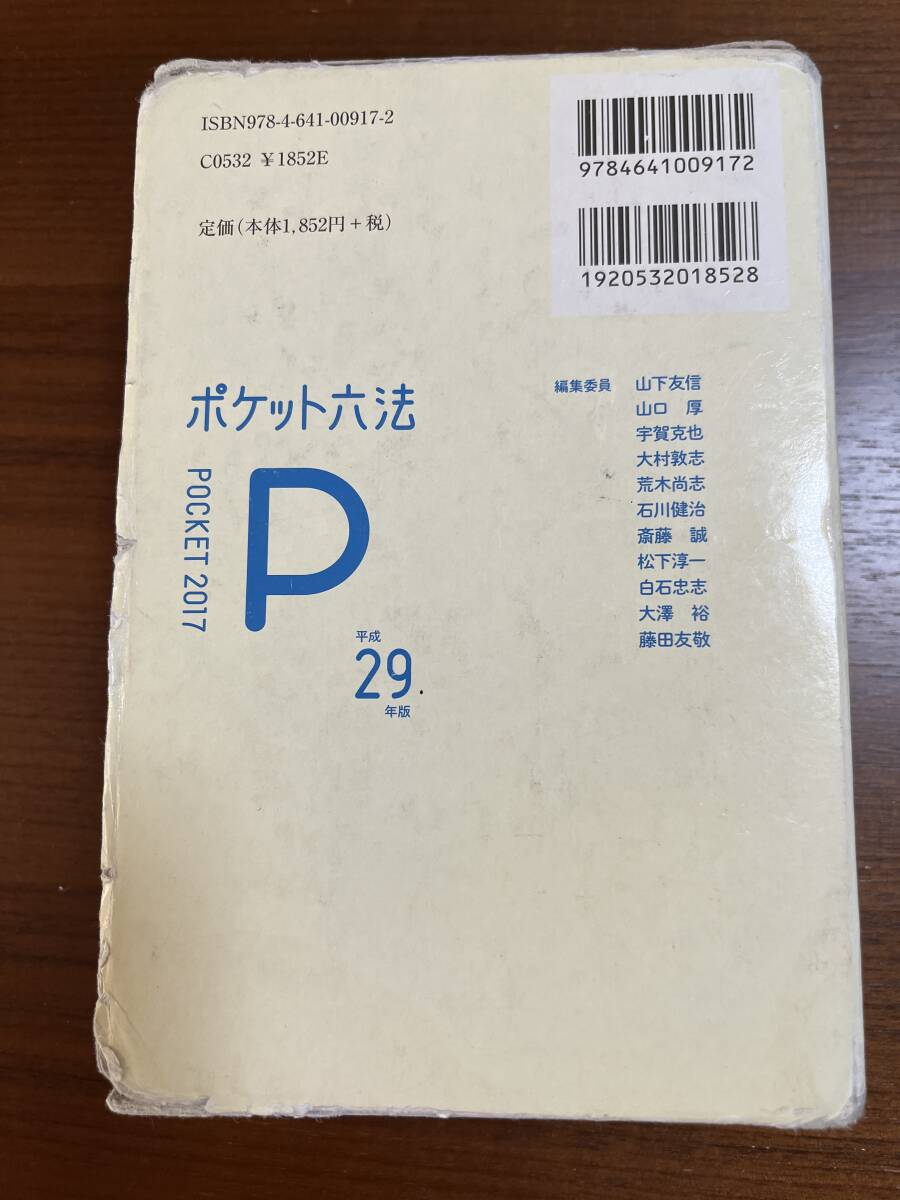 ISBN978-4-641-00917-2
C0532 ¥1852E
定価(本体1,852円+税)
9784641009172
1920532018528
ポケット六法
POCKET 2017
P
平成
29
年版
編集委員 山下友信
山口 厚
宇賀克也
大村敦志
荒木尚志
石川健治
斎藤 誠
松下淳一
白石忠志
大澤 裕
藤田友敬